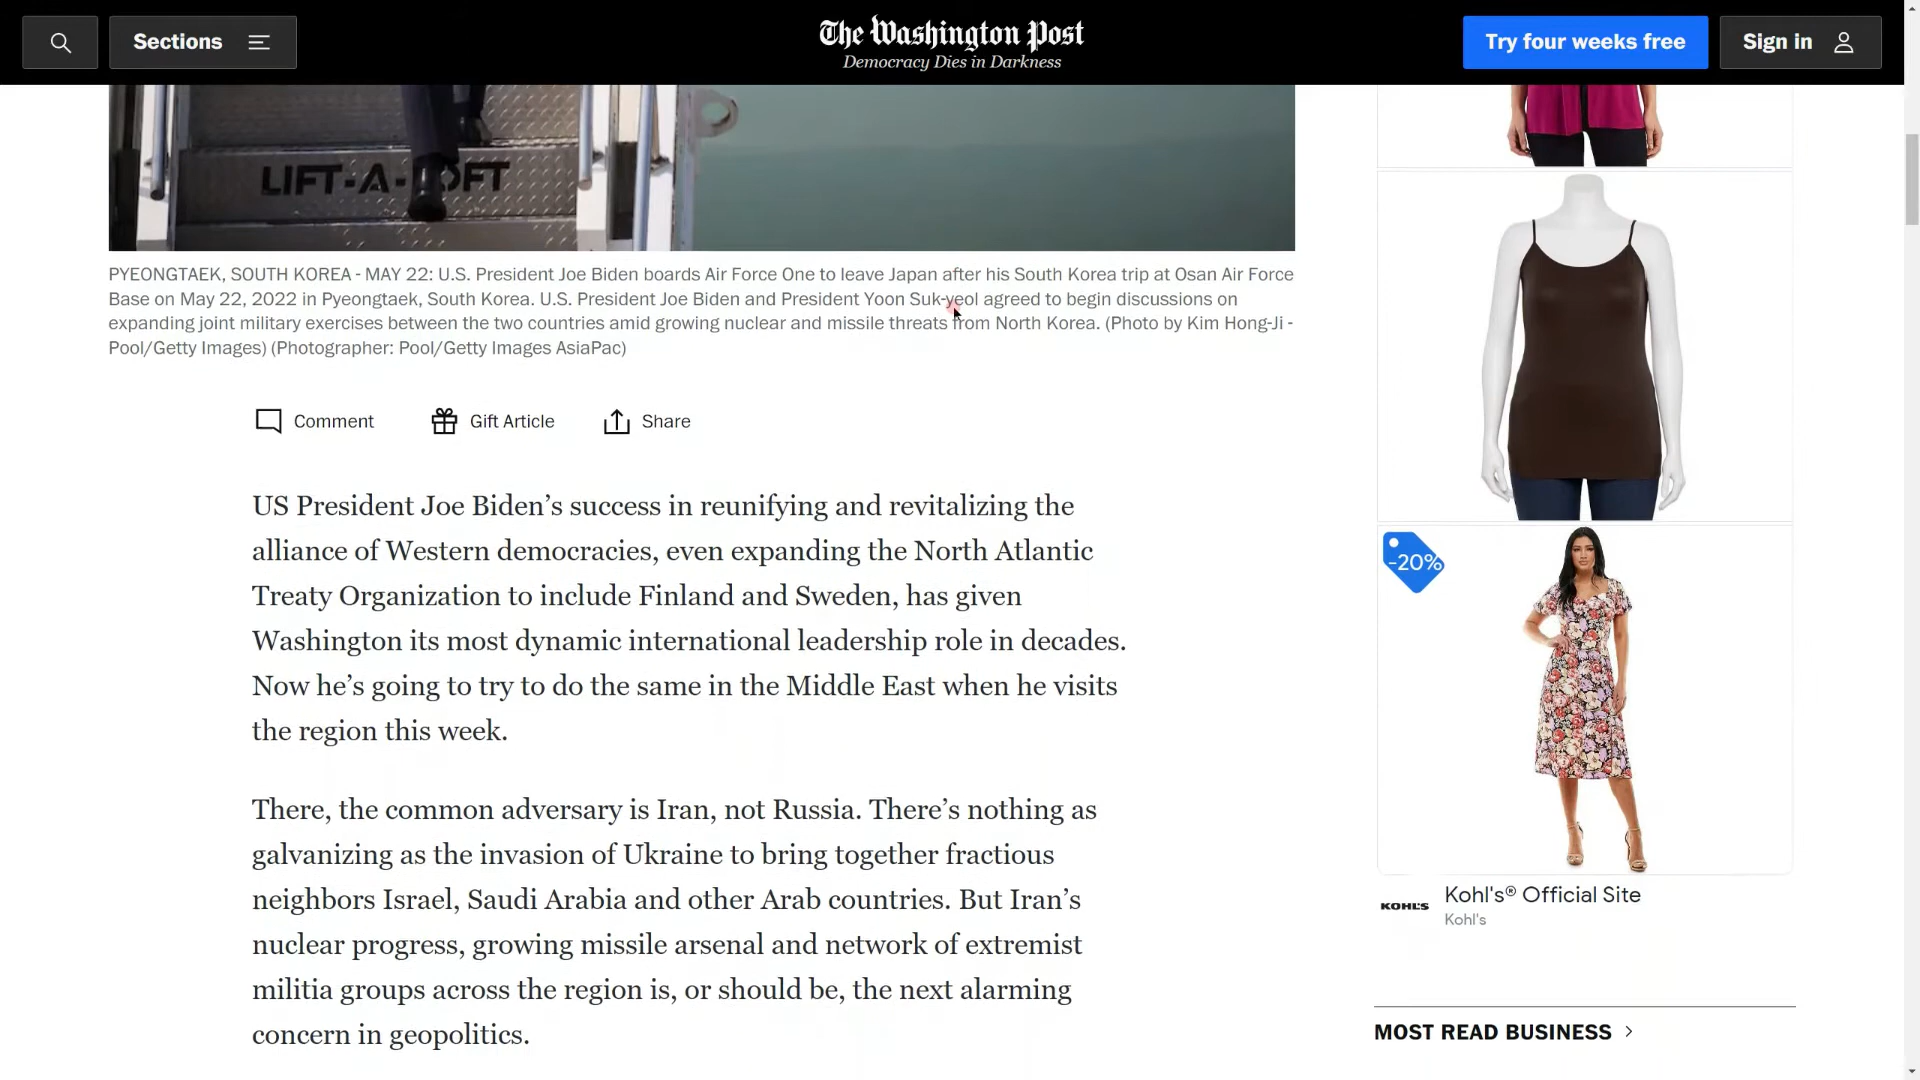 Sections
The Washington Post
Democracy Dies in Darkness
Try four weeks free
Sign in
LIFT-A-LOFT
PYEONGTAEK, SOUTH KOREA - MAY 22: U.S. President Joe Biden boards Air Force One to leave Japan after his South Korea trip at Osan Air Force
Base on May 22, 2022 in Pyeongtaek, South Korea. U.S. President Joe Biden and President Yoon Suk-yeol agreed to begin discussions on
expanding joint military exercises between the two countries amid growing nuclear and missile threats from North Korea. (Photo by Kim Hong-Ji -
Pool/Getty Images) (Photographer: Pool/Getty Images AsiaPac)
Comment
Gift Article
Share
US President Joe Biden’s success in reunifying and revitalizing the
alliance of Western democracies, even expanding the North Atlantic
Treaty Organization to include Finland and Sweden, has given
Washington its most dynamic international leadership role in decades.
Now he’s going to try to do the same in the Middle East when he visits
the region this week.
There, the common adversary is Iran, not Russia. There’s nothing as
galvanizing as the invasion of Ukraine to bring together fractious
neighbors Israel, Saudi Arabia and other Arab countries. But Iran’s
nuclear progress, growing missile arsenal and network of extremist
militia groups across the region is, or should be, the next alarming
concern in geopolitics.
-20%
KOHL'S
Kohl's® Official Site
Kohl's
MOST READ BUSINESS